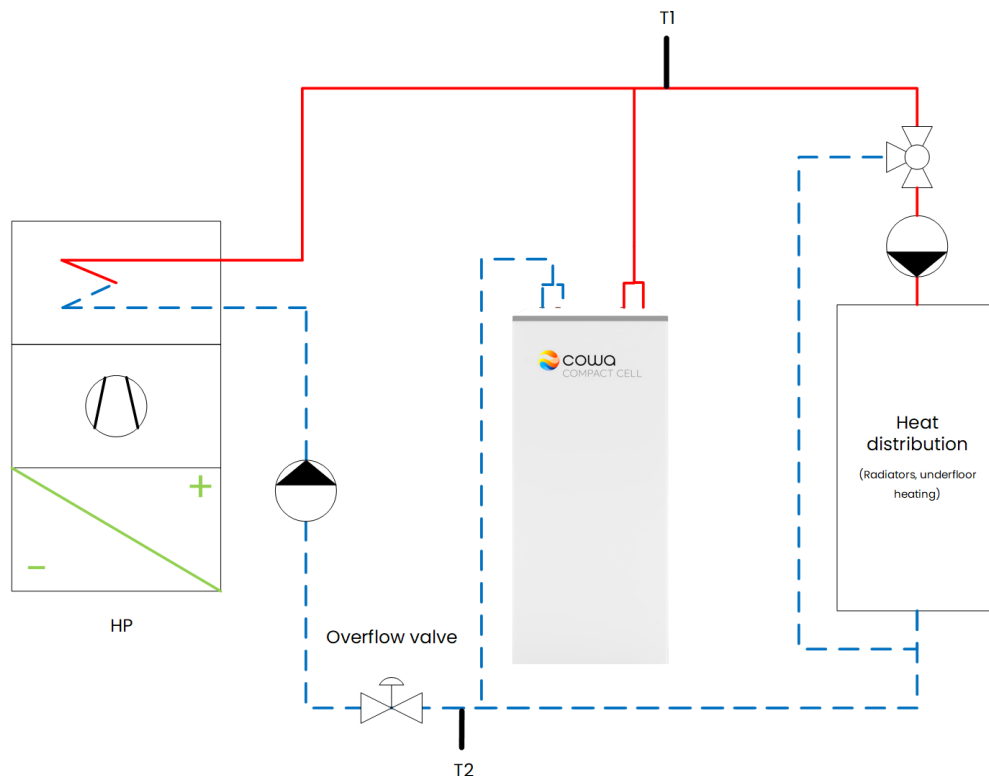 T1
cowa
COMPACT CELL
Heat
distribution
(Radiators, underfloor
heating)
+
−
HP
Overflow valve
T2